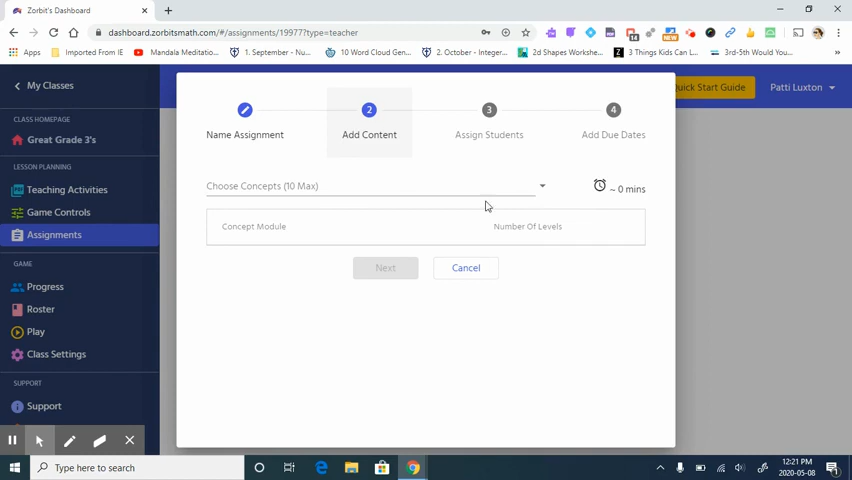 Zorbit's Dashboard
dashboard.zorbitsmath.com/#/assignments/19977?type=teacher
Apps
Imported From IE
Mandala Meditatio...
1. September - Nu...
10 Word Cloud Gen...
2. October - Integer...
2d Shapes Workshe...
3 Things Kids Can L...
3rd-5th Would You...
14
NEW
My Classes
Quick Start Guide
Patti Luxton
CLASS HOMEPAGE
Great Grade 3's
LESSON PLANNING
Teaching Activities
Game Controls
Assignments
GAME
Progress
Roster
Play
Class Settings
SUPPORT
Support
2
3
4
Name Assignment
Add Content
Assign Students
Add Due Dates
Choose Concepts (10 Max)
~ 0 mins
Concept Module
Number Of Levels
Next
Cancel
Type here to search
12:21 PM
2020-05-08